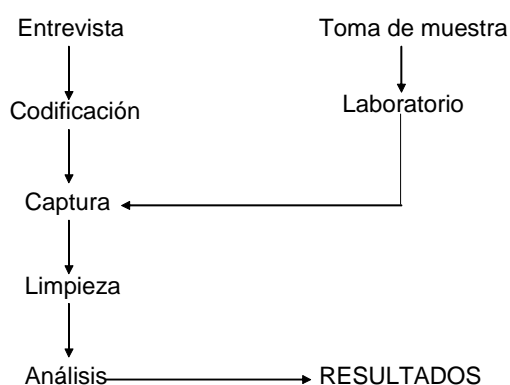 Entrevista
Toma de muestra
Codificación
Laboratorio
Captura
Limpieza
Análisis
RESULTADOS